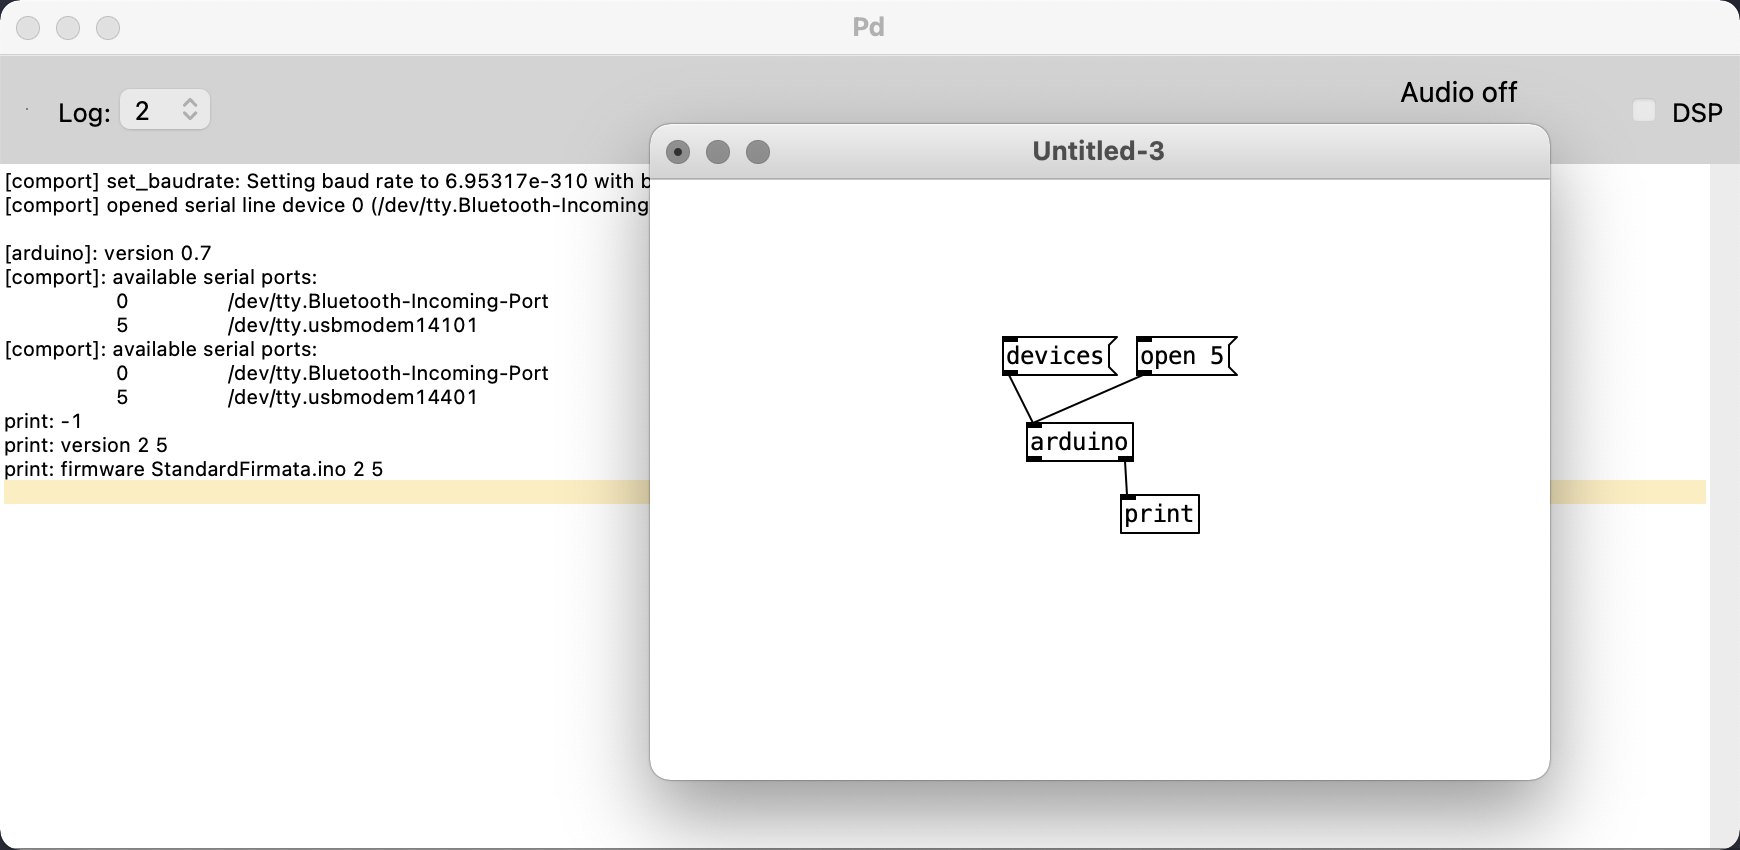 Pd
Log: 2
Audio off
DSP
[comport] set_baudrate: Setting baud rate to 6.95317e-310 with
[comport] opened serial line device 0 (/dev/tty.Bluetooth-Incoming
[arduino]: version 0.7
[comport]: available serial ports:
0 /dev/tty.Bluetooth-Incoming-Port
5 /dev/tty.usbmodem14101
[comport]: available serial ports:
0 /dev/tty.Bluetooth-Incoming-Port
5 /dev/tty.usbmodem14401
print: -1
print: version 2 5
print: firmware StandardFirmata.ino 2 5
Untitled-3
devices
open 5
arduino
print